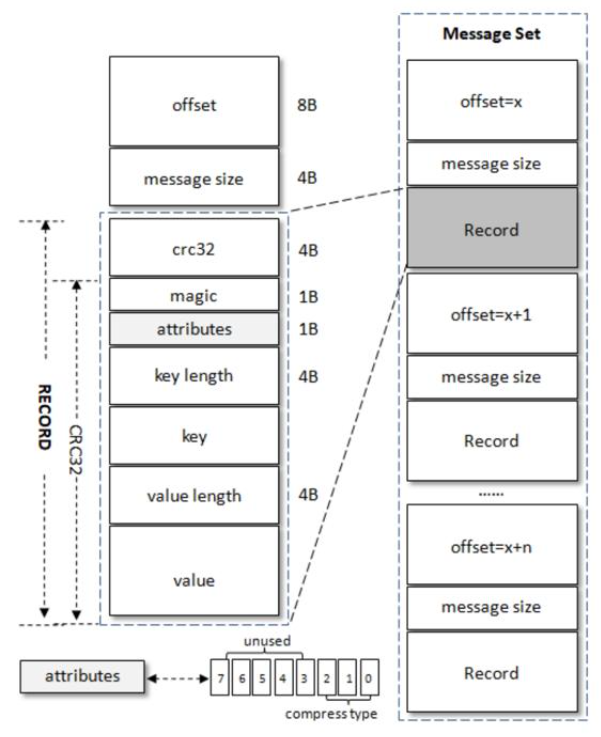 Message Set
offset 8B
message size 4B
crc32 4B
magic 1B
attributes 1B
key length 4B
key
value length 4B
value
RECORD
CRC32
offset=x
message size
Record
offset=x+1
message size
Record
......
offset=x+n
message size
Record
unused
attributes
7 6 5 4 3 2 1 0
compress type